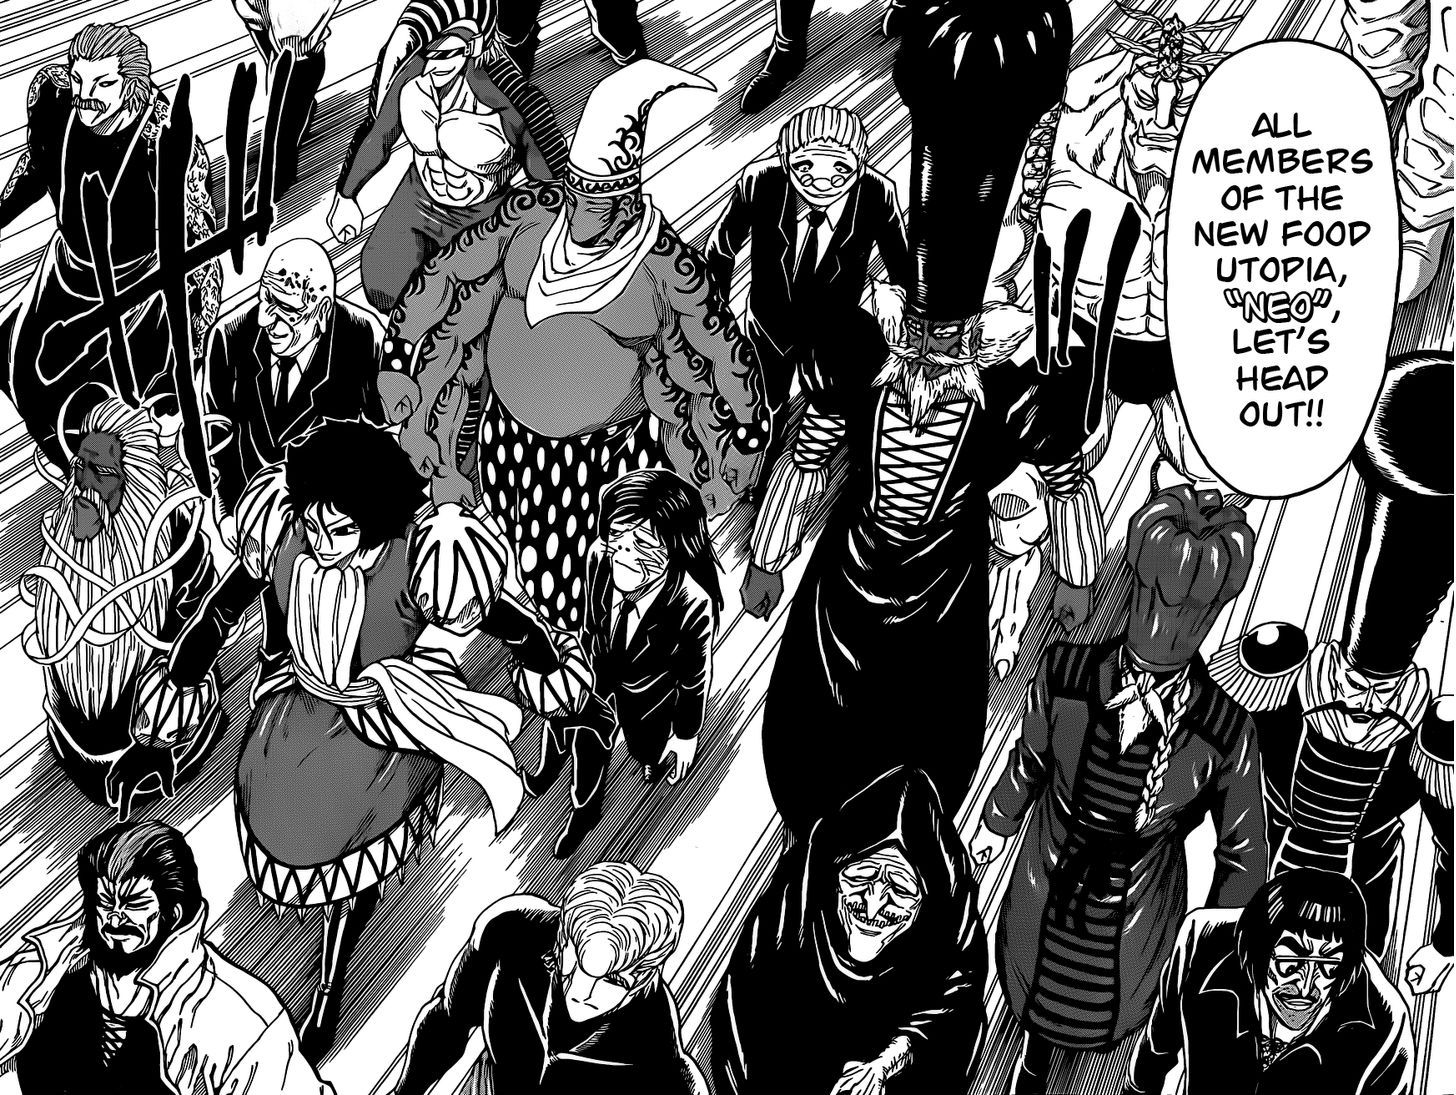 ALL
MEMBERS
OF THE
NEW FOOD
UTOPIA,
"NEO",
LET'S
HEAD
OUT!!